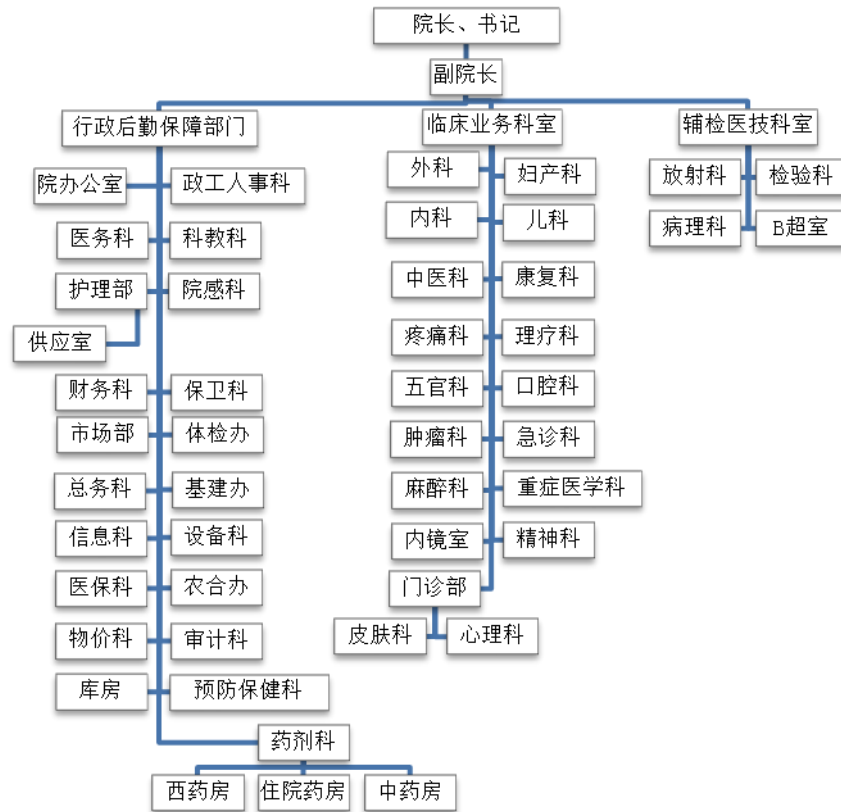 院长、书记
副院长
行政后勤保障部门
临床业务科室
辅检医技科室
院办公室
政工人事科
医务科
科教科
护理部
院感科
供应室
财务科
保卫科
市场部
体检办
总务科
基建办
信息科
设备科
医保科
农合办
物价科
审计科
库房
预防保健科
药剂科
西药房
住院药房
中药房
外科
妇产科
内科
儿科
中医科
康复科
疼痛科
理疗科
五官科
口腔科
肿瘤科
急诊科
麻醉科
重症医学科
内镜室
精神科
门诊部
皮肤科
心理科
放射科
检验科
病理科
B超室